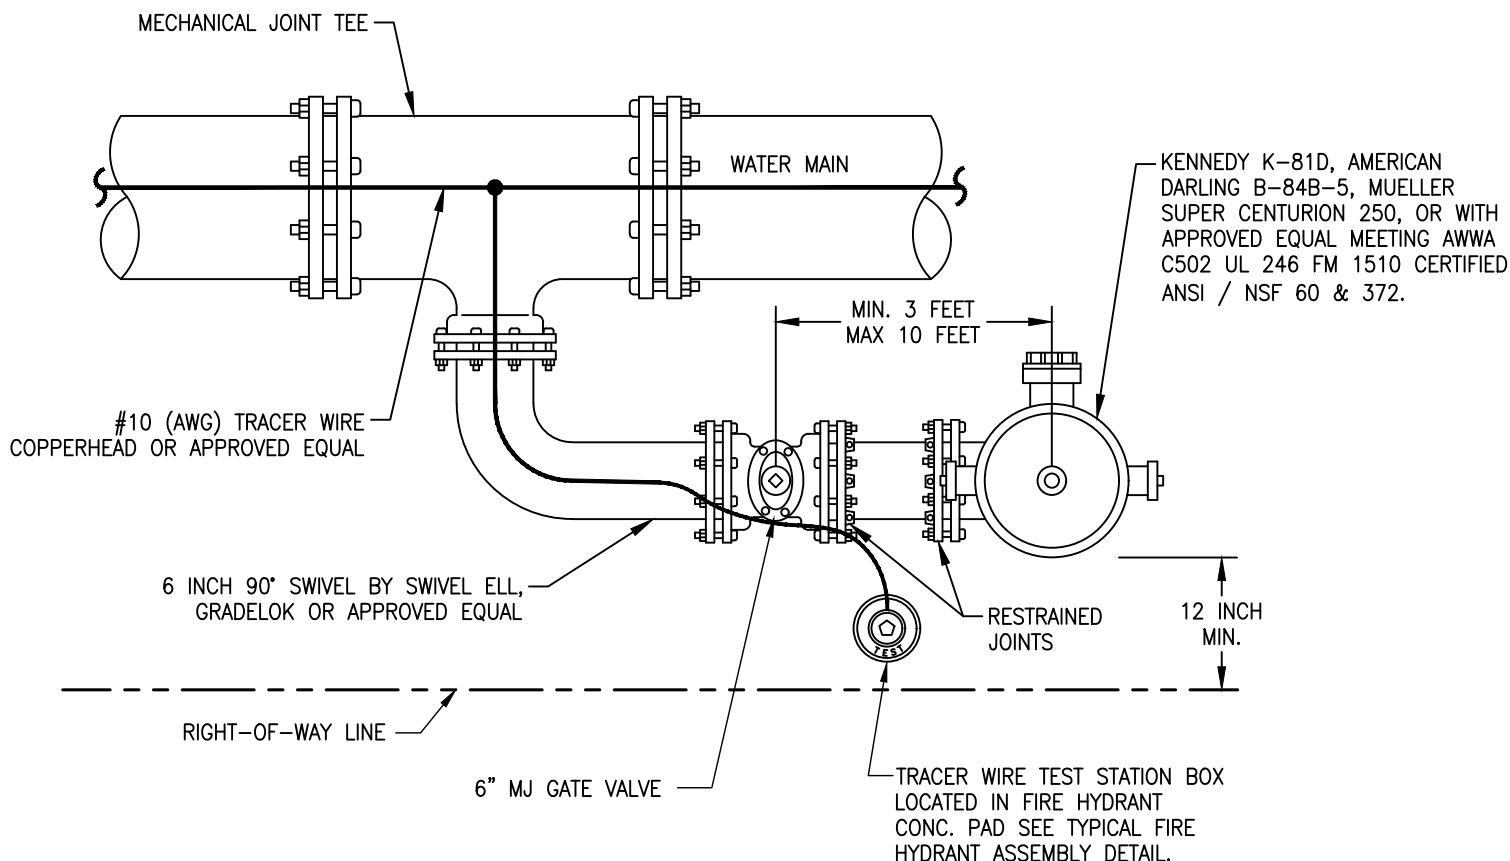 MECHANICAL JOINT TEE
WATER MAIN
KENNEDY K-81D, AMERICAN
DARLING B-84B-5, MUELLER
SUPER CENTURION 250, OR WITH
APPROVED EQUAL MEETING AWWA
C502 UL 246 FM 1510 CERTIFIED
ANSI / NSF 60 & 372.
MIN. 3 FEET
MAX 10 FEET
#10 (AWG) TRACER WIRE
COPPERHEAD OR APPROVED EQUAL
6 INCH 90° SWIVEL BY SWIVEL ELL,
GRADELOK OR APPROVED EQUAL
RESTRAINED
JOINTS
12 INCH
MIN.
TEST
RIGHT-OF-WAY LINE
6" MJ GATE VALVE
TRACER WIRE TEST STATION BOX
LOCATED IN FIRE HYDRANT
CONC. PAD SEE TYPICAL FIRE
HYDRANT ASSEMBLY DETAIL.